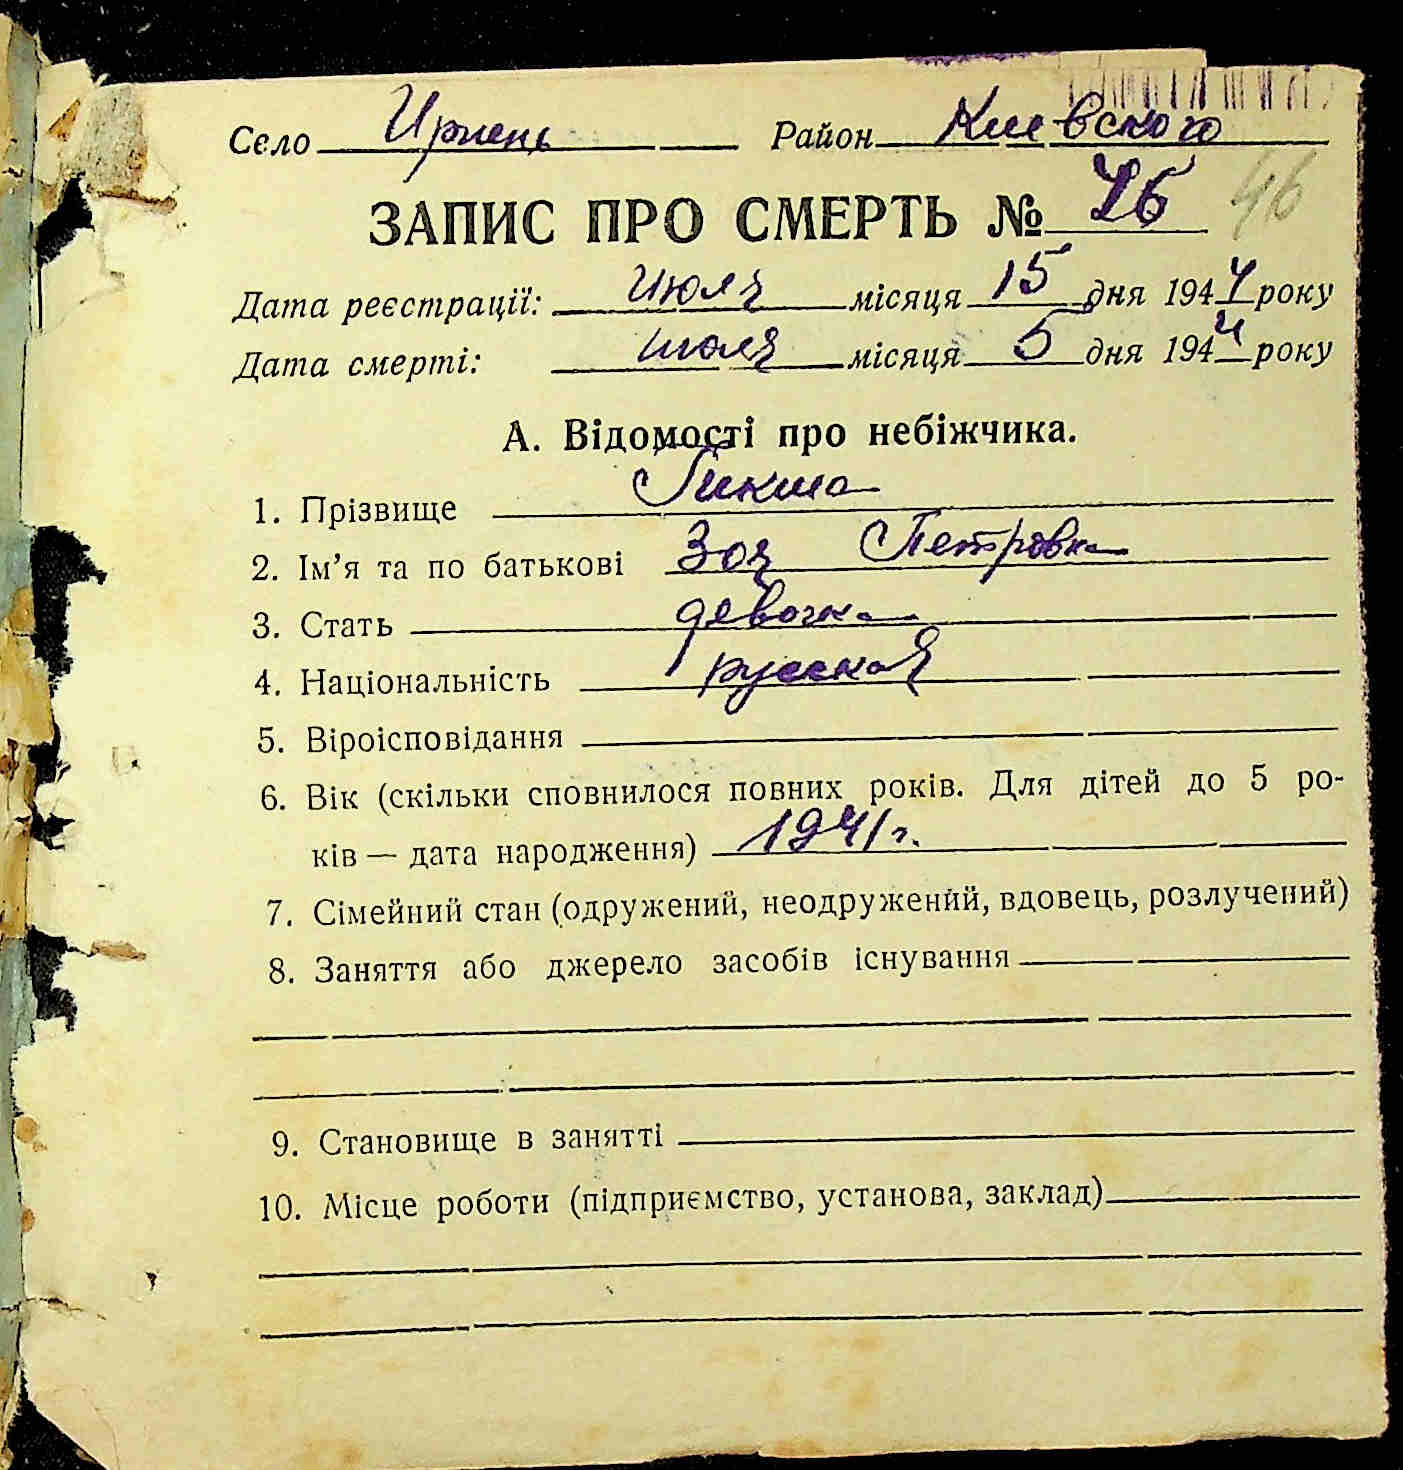 Село Ирпень Район Киевского
ЗАПИС ПРО СМЕРТЬ № 46 46
Дата реєстрації: Июля місяця 15 дня 1944 року
Дата смерті: июля місяця 5 дня 1944 року
А. Відомості про небіжчика.
1. Прізвище
2. Ім’я та по батькові Зоя Петровна
3. Стать девочка
4. Національність русская
5. Віроісповідання
6. Вік (скільки сповнилося повних років. Для дітей до 5 ро-
ків — дата народження) 1941 г.
7. Сімейний стан (одружений, неодружений, вдовець, розлучений)
8. Заняття або джерело засобів існування
9. Становище в занятті
10. Місце роботи (підприємство, установа, заклад)